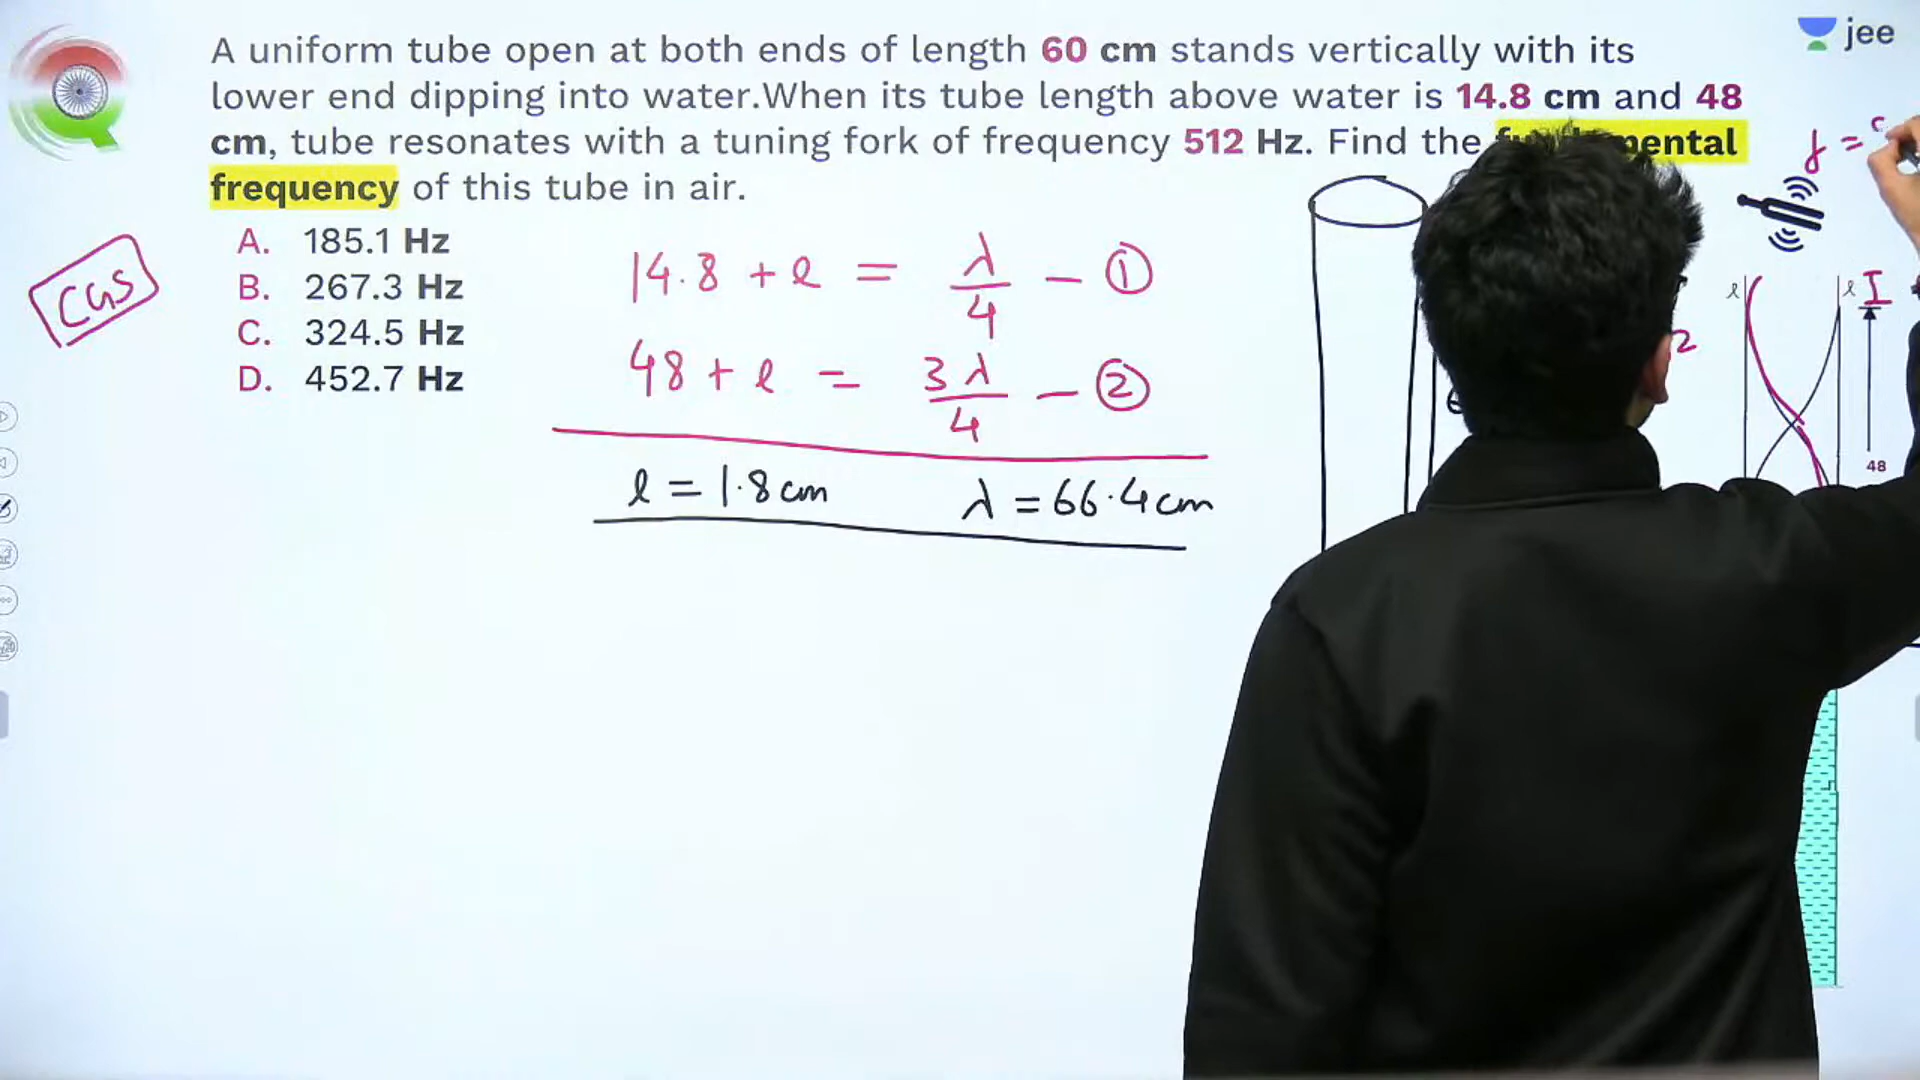 jee
A uniform tube open at both ends of length 60 cm stands vertically with its
lower end dipping into water.When its tube length above water is 14.8 cm and 48
cm, tube resonates with a tuning fork of frequency 512 Hz. Find the
frequency of this tube in air.
A. 185.1 Hz
B. 267.3 Hz
C. 324.5 Hz
D. 452.7 Hz
CGS
14.8 + e = λ/4 - ①
48 + e = 3λ/4 - ②
e = 1.8 cm λ = 66.4 cm
f =
e
e I
2
48